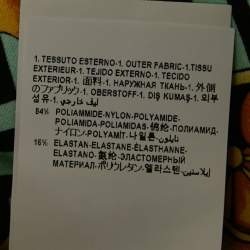 1. TESSUTO ESTERNO-1. OUTER FABRIC-1.TISSU
EXTERIEUR-1. TEJIDO EXTERNO-1. TECIDO
EXTERIOR-1. 面料-1. НАРУЖНАЯ ТКАНЬ-1. 外側
のファブリック-1. OBERSTOFF-1. DIŞ KUMAŞ-1. 외부
섬유-1. ليف خارجي
84% POLIAMMIDE-NYLON-POLYAMIDE-
POLIAMIDA-POLIAMIDAS-锦纶-ПОЛИАМИД-
ナイロン-POLYAMİT-나일론-نايلون
16% ELASTAN-ELASTANE-ÉLASTHANNE-
ELASTANO-氨纶-ЭЛАСТОМЕРНЫЙ
МАТЕРИАЛ-ポリウレタン-엘라스텐-إيلاستين